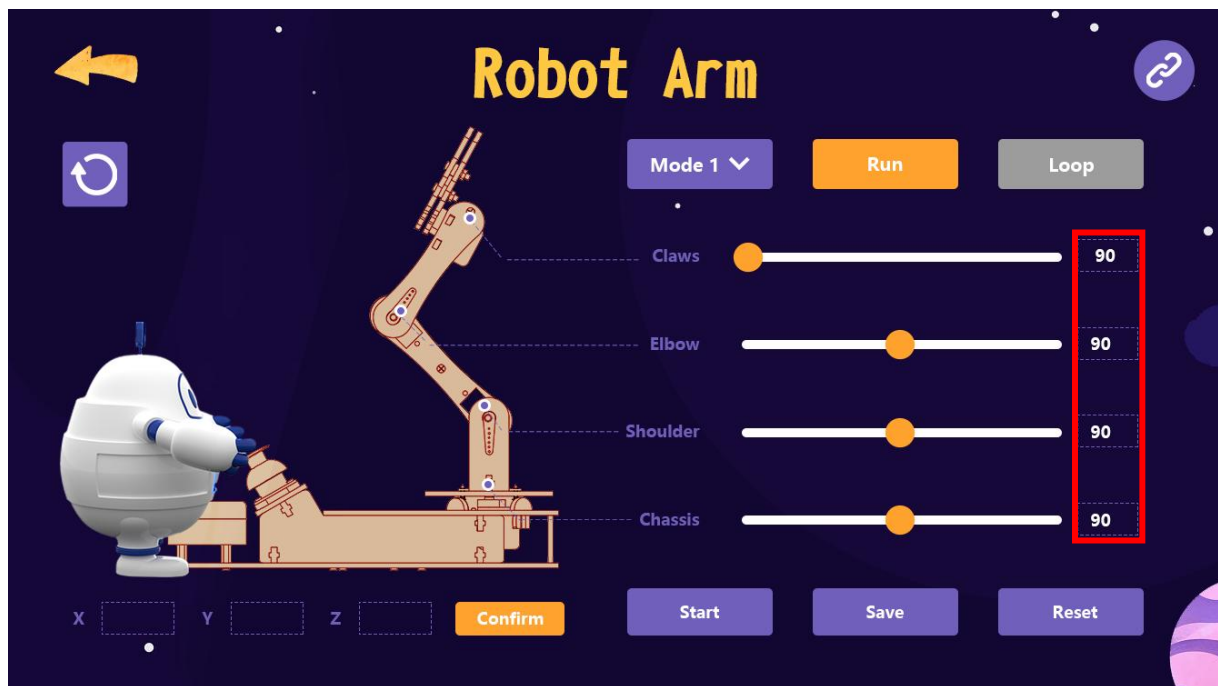 Robot Arm
Mode 1
Run
Loop
Claws
90
Elbow
90
Shoulder
90
Chassis
90
X
Y
Z
Confirm
Start
Save
Reset